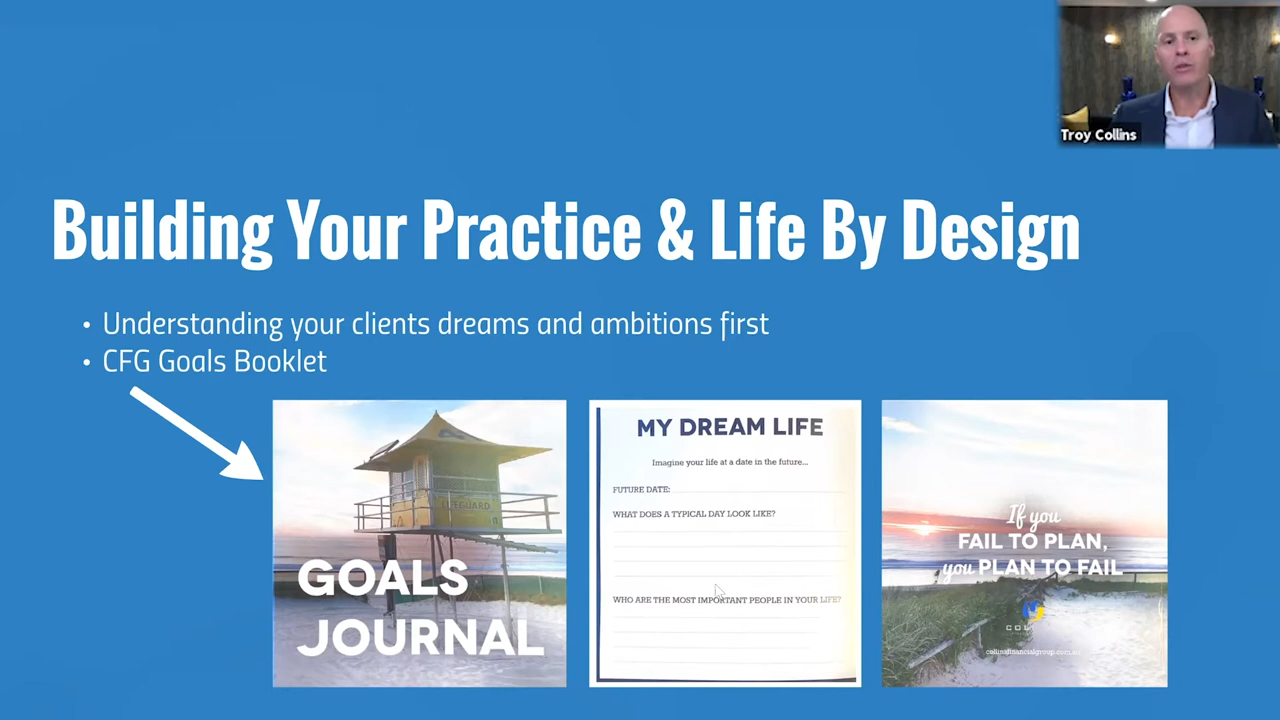 Troy Collins
Building Your Practice & Life By Design
• Understanding your clients dreams and ambitions first
• CFG Goals Booklet
LIFEGUARD
GOALS
JOURNAL
MY DREAM LIFE
Imagine your life at a date in the future...
FUTURE DATE:
WHAT DOES A TYPICAL DAY LOOK LIKE?
WHO ARE THE MOST IMPORTANT PEOPLE IN YOUR LIFE?
If you
FAIL TO PLAN,
you PLAN TO FAIL
collinsfinancialgroup.com.au